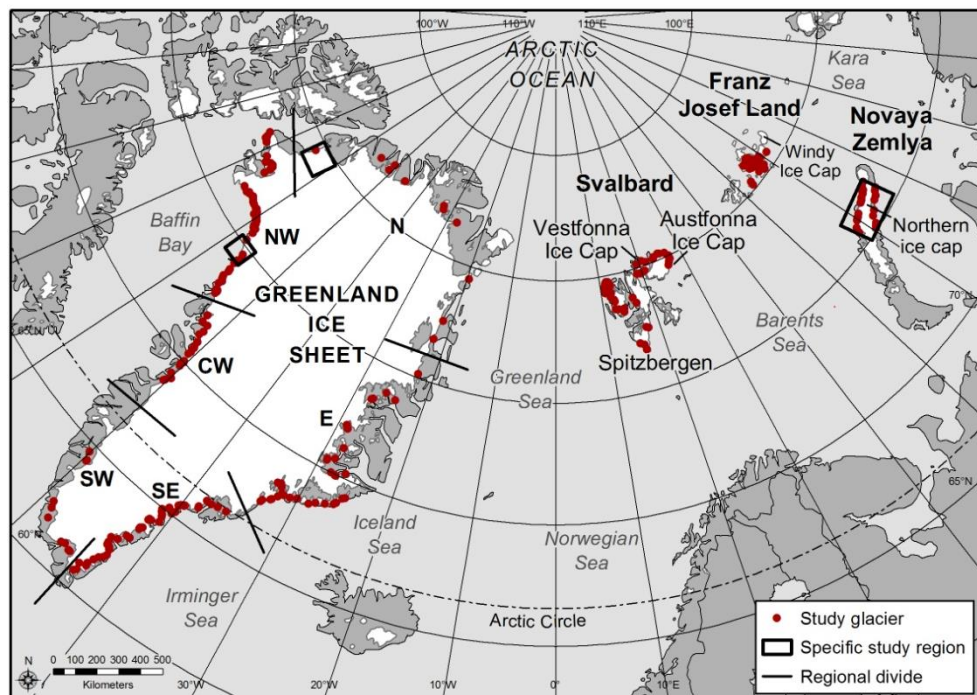 100°W
110°W
110°E
100°E
ARCTIC
OCEAN
Kara
Sea
Franz
Josef Land
Novaya
Zemlya
Windy
Ice Cap
Svalbard
Vestfonna
Ice Cap
Austfonna
Ice Cap
Northern
ice cap
Baffin
Bay
NW
N
GREENLAND
ICE
SHEET
70°N
Barents
Sea
Spitzbergen
CW
Greenland
Sea
E
SW
SE
65°N
60°N
Iceland
Sea
Norwegian
Sea
Irminger
Sea
Arctic Circle
Study glacier
Specific study region
Regional divide
N
0 100 200 300 400 500
Kilometers
30°W
20°W
10°W
0°
10°E